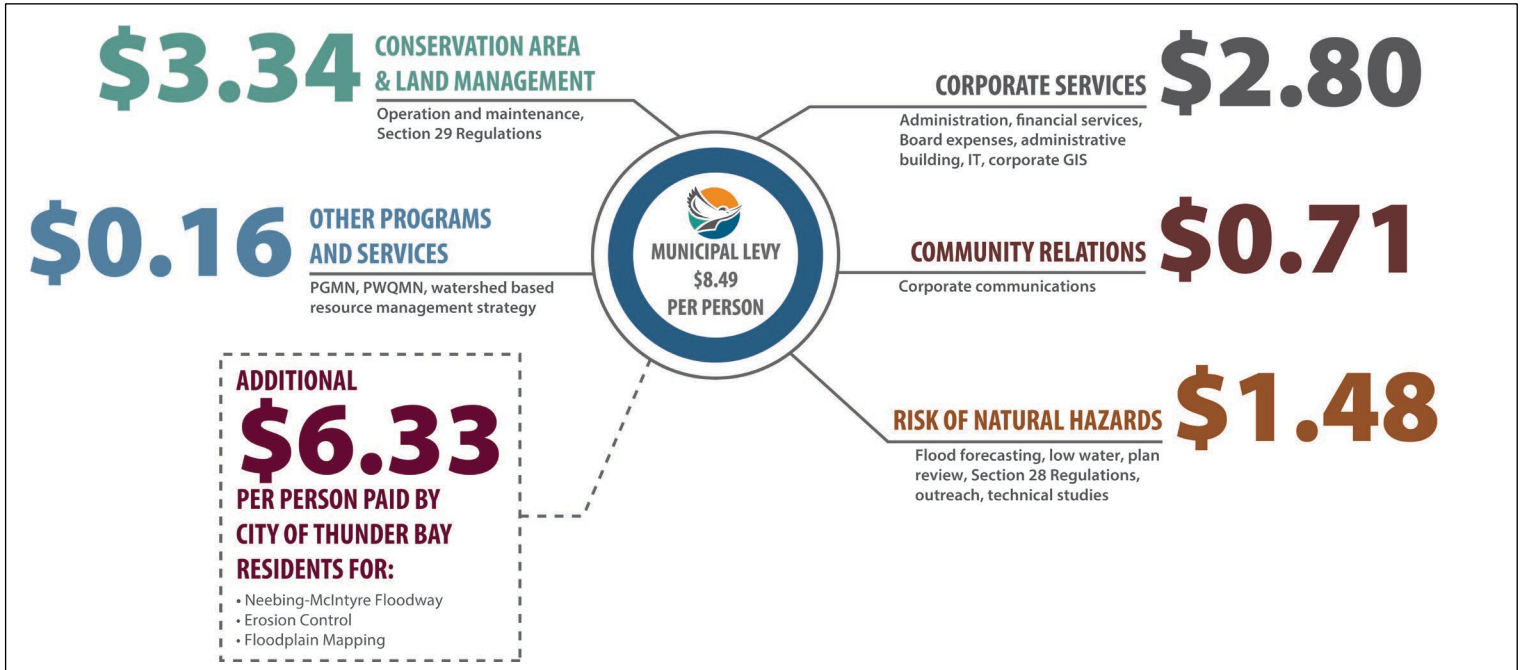 $3.34
CONSERVATION AREA
& LAND MANAGEMENT
Operation and maintenance,
Section 29 Regulations
$0.16
OTHER PROGRAMS
AND SERVICES
PGMN, PWQMN, watershed based
resource management strategy
ADDITIONAL
$6.33
PER PERSON PAID BY
CITY OF THUNDER BAY
RESIDENTS FOR:
• Neebing-McIntyre Floodway
• Erosion Control
• Floodplain Mapping
MUNICIPAL LEVY
$8.49
PER PERSON
CORPORATE SERVICES
$2.80
Administration, financial services,
Board expenses, administrative
building, IT, corporate GIS
COMMUNITY RELATIONS
$0.71
Corporate communications
RISK OF NATURAL HAZARDS
$1.48
Flood forecasting, low water, plan
review, Section 28 Regulations,
outreach, technical studies